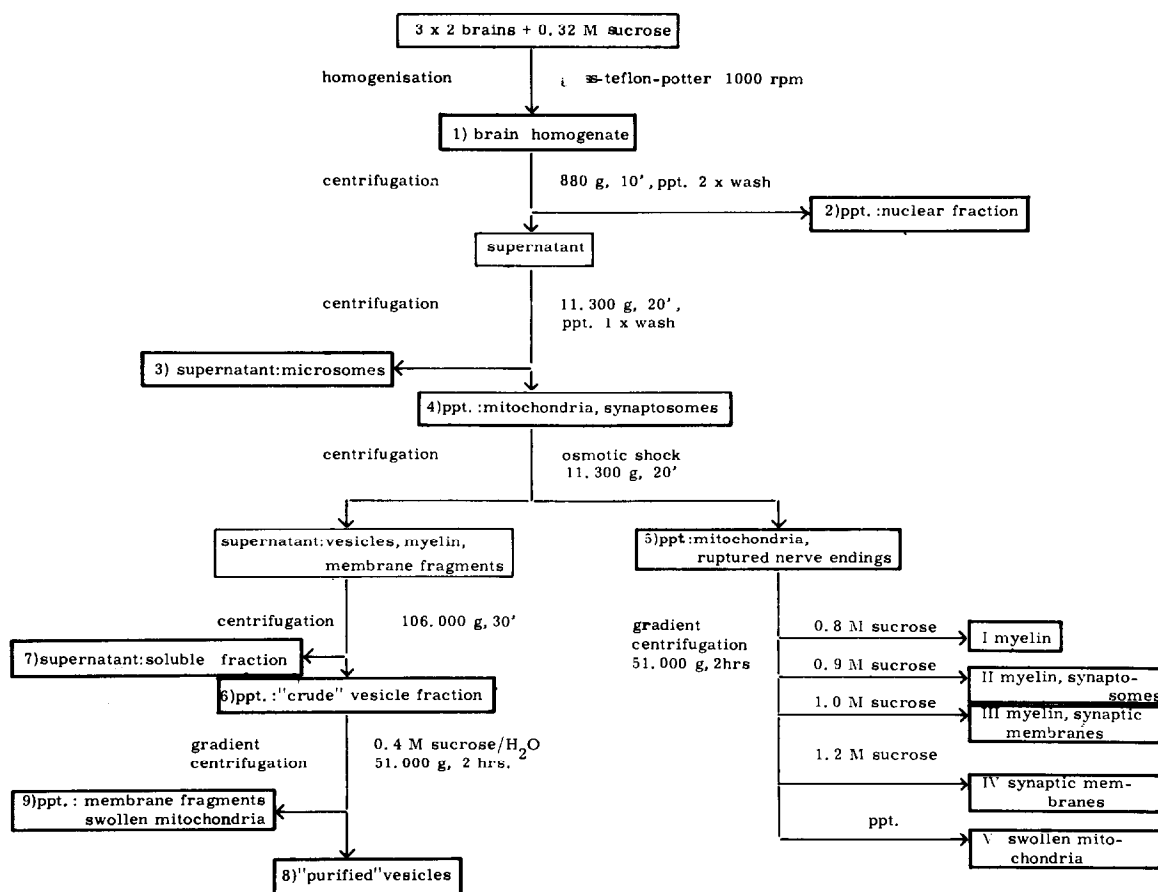 3 x 2 brains + 0.32 M sucrose
homogenisation
-teflon-potter 1000 rpm
1) brain homogenate
centrifugation
880 g, 10', ppt. 2 x wash
2)ppt. :nuclear fraction
supernatant
centrifugation
11.300 g, 20',
ppt. 1 x wash
3) supernatant:microsomes
4)ppt. :mitochondria, synaptosomes
centrifugation
osmotic shock
11.300 g, 20'
supernatant:vesicles, myelin,
membrane fragments
5)ppt:mitochondria,
ruptured nerve endings
centrifugation
106.000 g, 30'
7)supernatant:soluble fraction
6)ppt. :"crude" vesicle fraction
gradient
centrifugation
0.4 M sucrose/H2O
51.000 g, 2 hrs.
9)ppt. : membrane fragments
swollen mitochondria
8)"purified" vesicles
gradient
centrifugation
51.000 g, 2hrs
0.8 M sucrose
I myelin
0.9 M sucrose
II myelin, synapto-
somes
1.0 M sucrose
III myelin, synaptic
membranes
1.2 M sucrose
IV synaptic mem-
branes
ppt.
V swollen mito-
chondria